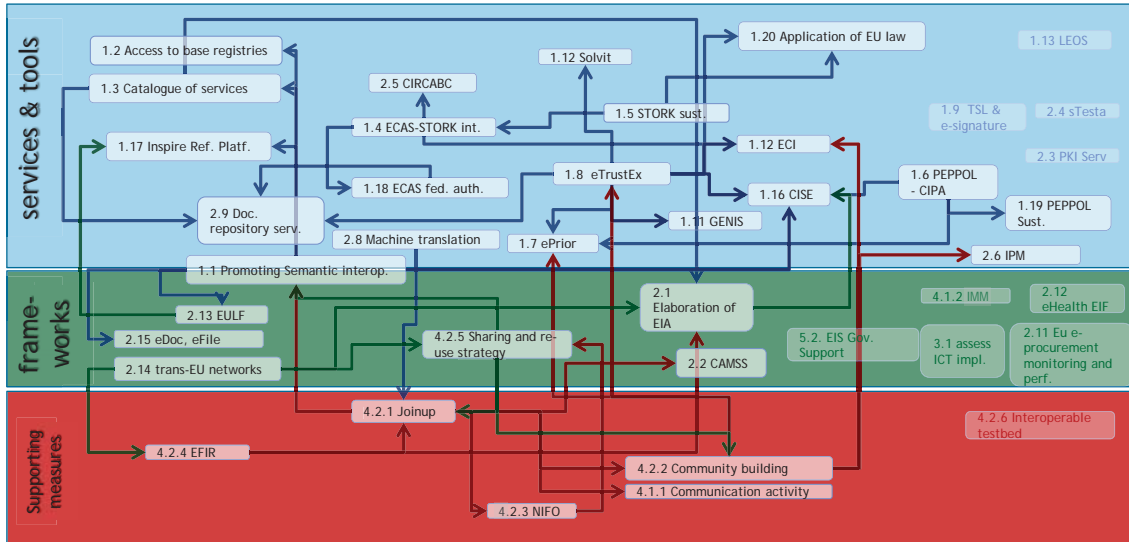 services & tools
1.2 Access to base registries
1.12 Solvit
1.20 Application of EU law
1.13 LEOS
1.3 Catalogue of services
2.5 CIRCABC
1.5 STORK sust.
1.9 TSL &
e-signature
2.4 sTesta
1.4 ECAS-STORK int.
1.17 Inspire Ref. Platf.
1.12 ECI
2.3 PKI Serv
1.18 ECAS fed. auth.
1.8 eTrustEx
1.16 CISE
1.6 PEPPOL
- CIPA
1.19 PEPPOL
Sust.
2.9 Doc.
repository serv.
2.8 Machine translation
1.7 ePrior
1.11 GENIS
2.6 IPM
1.1 Promoting Semantic interop.
frame-
works
2.13 EULF
2.1
Elaboration of
EIA
4.1.2 IMM
2.12
eHealth EIF
2.15 eDoc, eFile
4.2.5 Sharing and re-
use strategy
5.2. EIS Gov.
Support
3.1 assess
ICT impl.
2.11 Eu e-
procurement
monitoring and
perf.
2.14 trans-EU networks
2.2 CAMSS
Supporting
measures
4.2.1 Joinup
4.2.6 Interoperable
testbed
4.2.4 EFIR
4.2.2 Community building
4.1.1 Communication activity
4.2.3 NIFO